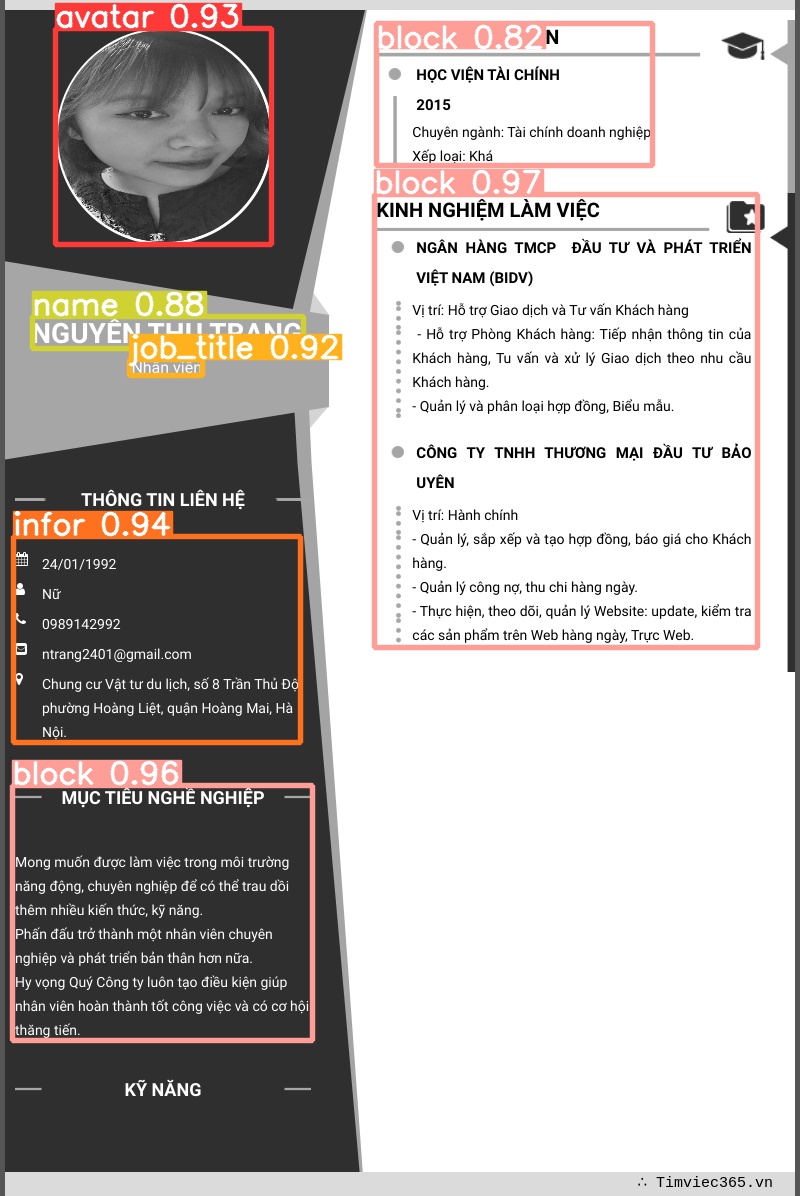 avatar 0.93
name 0.88
NGUYỄN THU TRANG
job_title 0.92
Nhân viên
THÔNG TIN LIÊN HỆ
infor 0.94
24/01/1992
Nữ
0989142992
ntrang2401@gmail.com
Chung cư Vật tư du lịch, số 8 Trần Thủ Độ
phường Hoàng Liệt, quận Hoàng Mai, Hà
Nội.
block 0.96
MỤC TIÊU NGHỀ NGHIỆP
Mong muốn được làm việc trong môi trường
năng động, chuyên nghiệp để có thể trau dồi
thêm nhiều kiến thức, kỹ năng.
Phấn đấu trở thành một nhân viên chuyên
nghiệp và phát triển bản thân hơn nữa.
Hy vọng Quý Công ty luôn tạo điều kiện giúp
nhân viên hoàn thành tốt công việc và có cơ hội
thăng tiến.
KỸ NĂNG
block 0.82
N
HỌC VIỆN TÀI CHÍNH
2015
Chuyên ngành: Tài chính doanh nghiệp
Xếp loại: Khá
block 0.97
KINH NGHIỆM LÀM VIỆC
NGÂN HÀNG TMCP ĐẦU TƯ VÀ PHÁT TRIỂN
VIỆT NAM (BIDV)
Vị trí: Hỗ trợ Giao dịch và Tư vấn Khách hàng
- Hỗ trợ Phòng Khách hàng: Tiếp nhận thông tin của
Khách hàng, Tu vấn và xử lý Giao dịch theo nhu cầu
Khách hàng.
- Quản lý và phân loại hợp đồng, Biểu mẫu.
CÔNG TY TNHH THƯƠNG MẠI ĐẦU TƯ BẢO
UYÊN
Vị trí: Hành chính
- Quản lý, sắp xếp và tạo hợp đồng, báo giá cho Khách
hàng.
- Quản lý công nợ, thu chi hàng ngày.
- Thực hiện, theo dõi, quản lý Website: update, kiểm tra
các sản phẩm trên Web hàng ngày, Trực Web.
∴ Timviec365.vn